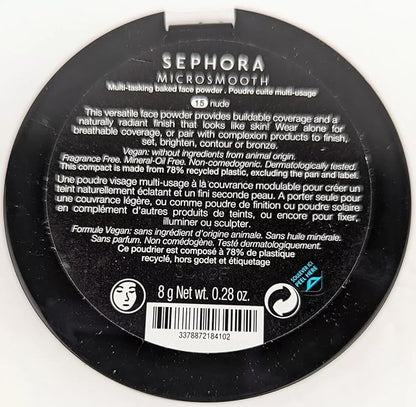 SEPHORA
MICROSMOOTH
Multi-tasking baked face powder . Poudre cuite multi-usage
15 nude
This versatile face powder provides buildable coverage and a
naturally radiant finish that looks like skin! Wear alone for
breathable coverage, or pair with complexion products to finish,
set, brighten, contour or bronze.
Vegan: without ingredients from animal origin.
Fragrance Free. Mineral-Oil Free. Non-comedogenic. Dermatologically tested.
This compact is made from 78% recycled plastic, excluding the pan and label.
Une poudre visage multi-usage à la couvrance modulable pour créer un
teint naturellement éclatant et un fini seconde peau. A porter seule pour
une couvrance légère, ou comme poudre de finition ou poudre solaire
en complément d'autres produits de teints, ou encore pour fixer,
illuminer ou sculpter.
Formule Vegan: sans ingrédient d'origine animale. Sans huile minérale.
Sans parfum. Non comédogène. Testé dermatologiquement.
Ce poudrier est composé à 78% de plastique
recyclé, hors godet et étiquetage
SOULEVER ICI
PEEL HERE
8 g Net wt. 0.28 oz.
3378872184102